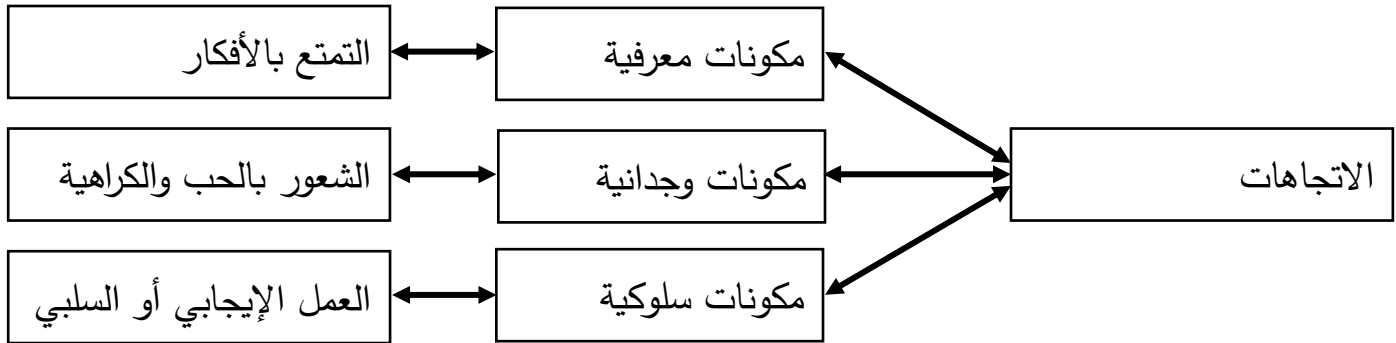 الاتجاهات
مكونات معرفية
التمتع بالأفكار
مكونات وجدانية
الشعور بالحب والكراهية
مكونات سلوكية
العمل الإيجابي أو السلبي